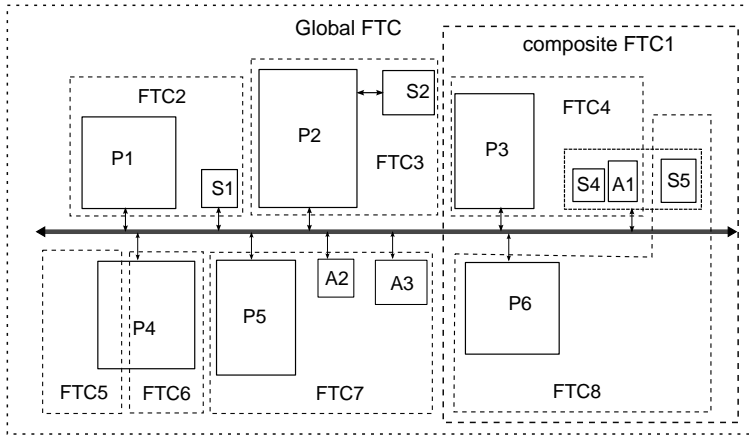 Global FTC
composite FTC1
FTC2
P1
S1
P2
S2
FTC3
P3
FTC4
S4
A1
S5
P4
FTC5
FTC6
P5
A2
A3
FTC7
P6
FTC8